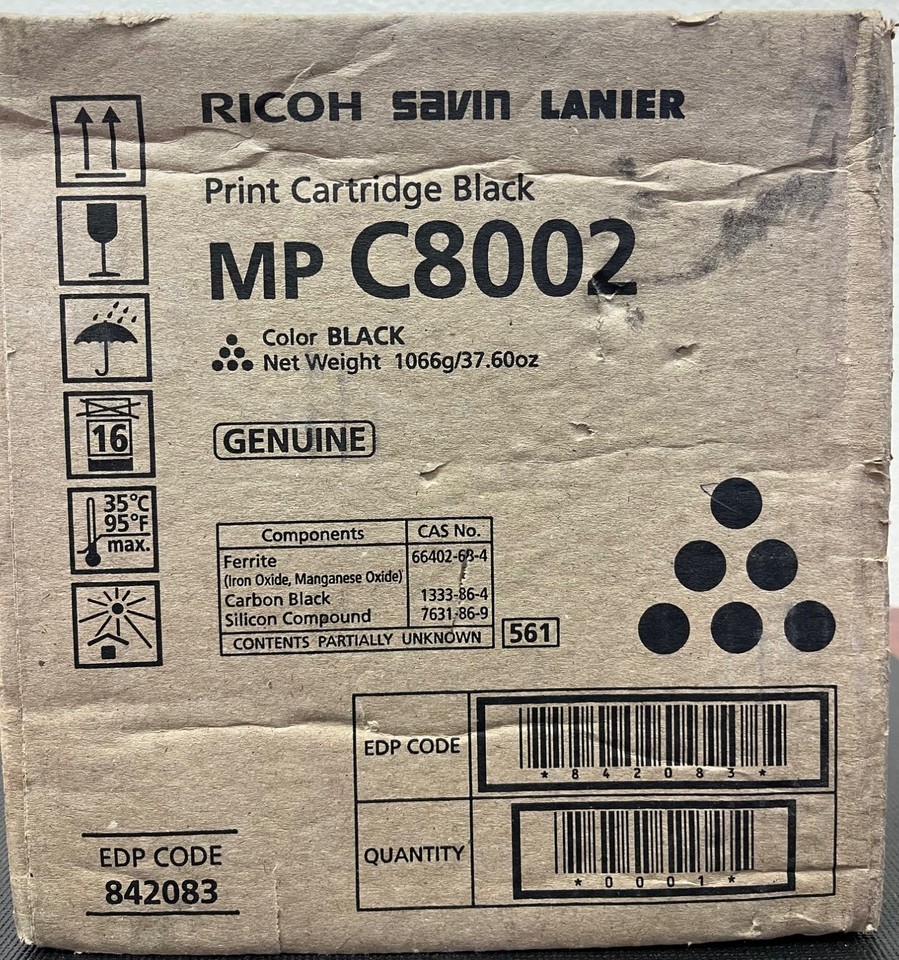 RICOH savin LANIER
Print Cartridge Black
MP C8002
Color BLACK
Net Weight 1066g/37.60oz
GENUINE
16
35°C
95°F
max.
Components CAS No.
Ferrite 66402-68-4
(Iron Oxide, Manganese Oxide)
Carbon Black 1333-86-4
Silicon Compound 7631-86-9
CONTENTS PARTIALLY UNKNOWN
561
EDP CODE
*842083*
QUANTITY
*0001*
EDP CODE
842083